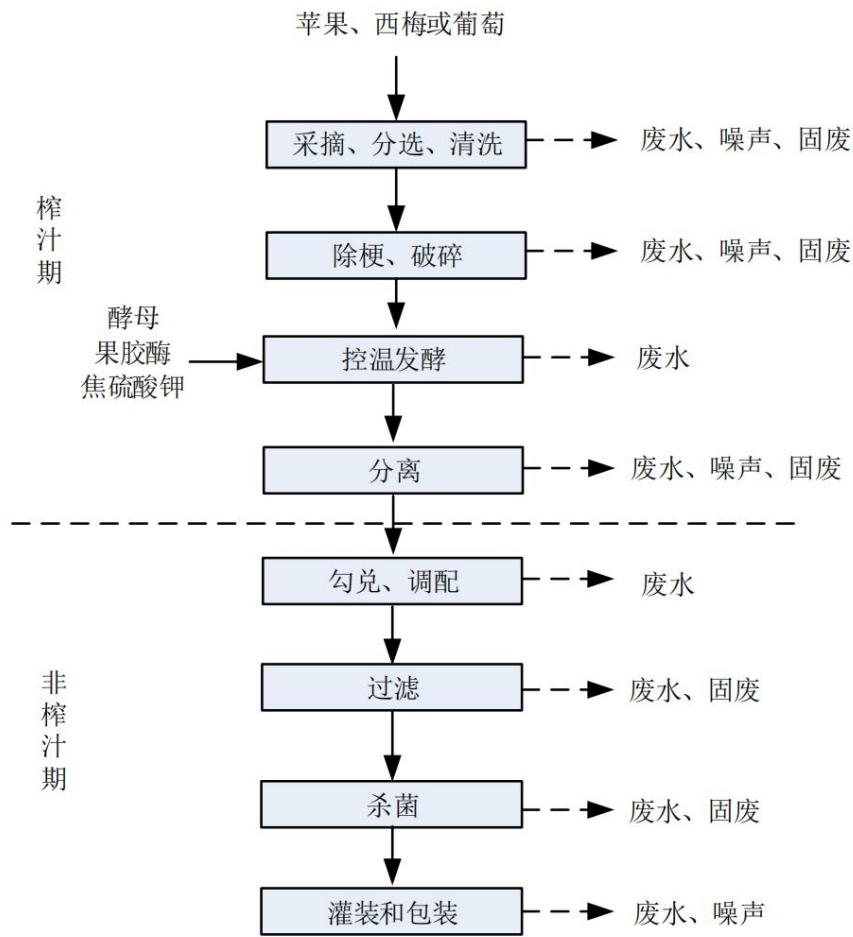 苹果、西梅或葡萄
采摘、分选、清洗
废水、噪声、固废
榨汁期
除梗、破碎
废水、噪声、固废
酵母
果胶酶
焦硫酸钾
控温发酵
废水
分离
废水、噪声、固废
勾兑、调配
废水
非榨汁期
过滤
废水、固废
杀菌
废水、固废
灌装和包装
废水、噪声